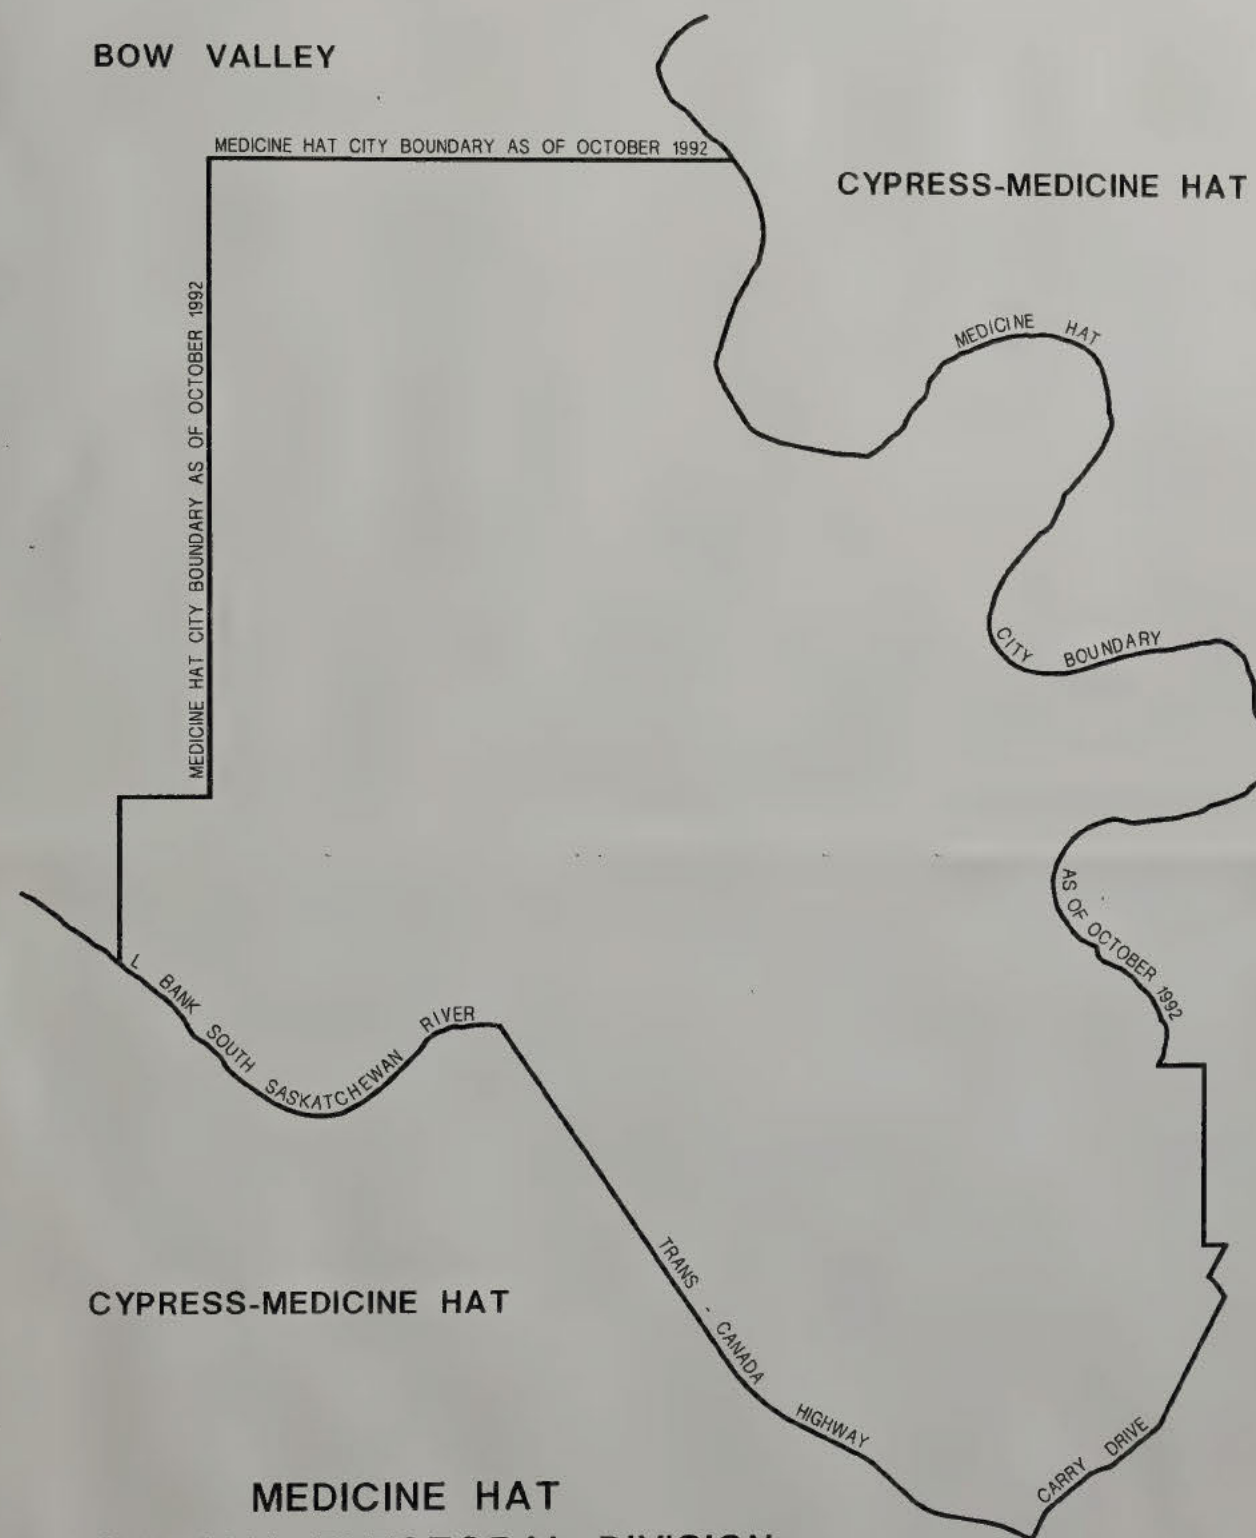 BOW VALLEY
MEDICINE HAT CITY BOUNDARY AS OF OCTOBER 1992
CYPRESS-MEDICINE HAT
MEDICINE HAT CITY BOUNDARY AS OF OCTOBER 1992
MEDICINE HAT
CITY BOUNDARY
AS OF OCTOBER 1992
L BANK SOUTH SASKATCHEWAN RIVER
CYPRESS-MEDICINE HAT
TRANS - CANADA HIGHWAY
CARRY DRIVE
MEDICINE HAT
DIVISION